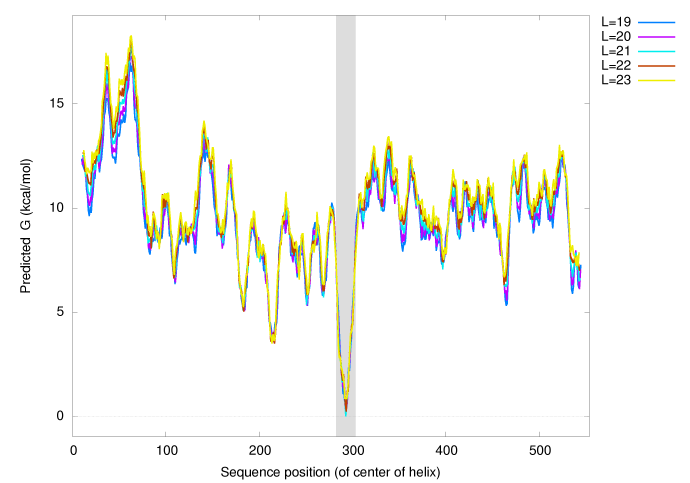 L=19
L=20
L=21
L=22
L=23
15
10
5
0
Predicted G (kcal/mol)
0 100 200 300 400 500
Sequence position (of center of helix)